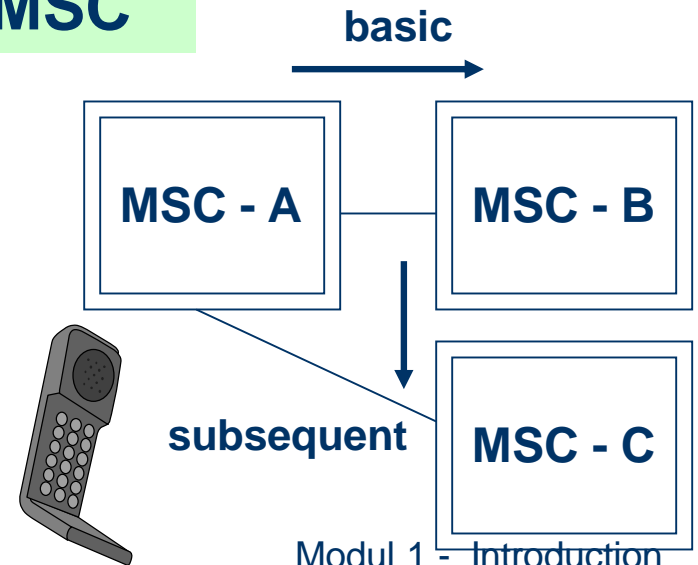 MSC
basic
MSC - A
MSC - B
subsequent
MSC - C
Modul 1 - Introduction